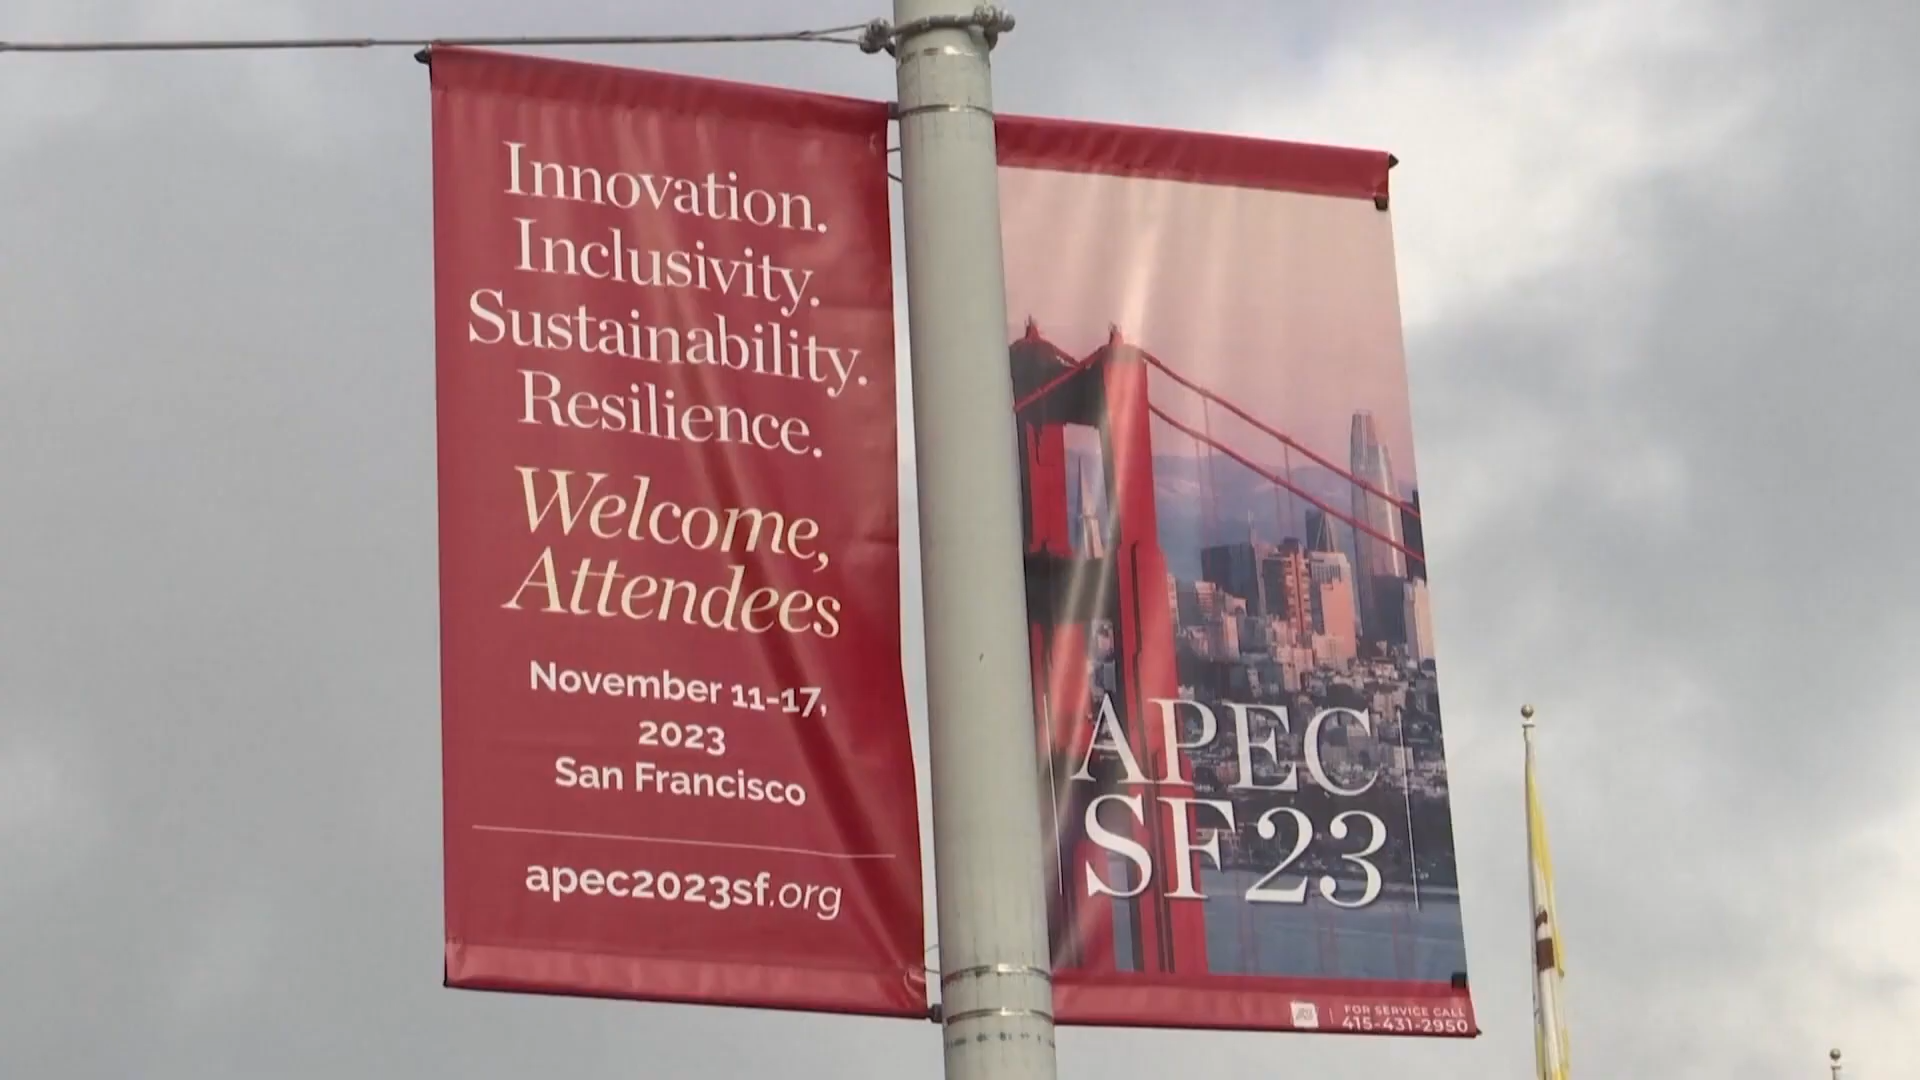 Innovation.
Inclusivity.
Sustainability.
Resilience.
Welcome,
Attendees
November 11-17,
2023
San Francisco
apec2023sf.org
APEC
SF23
FOR SERVICE CALL
415-431-2950